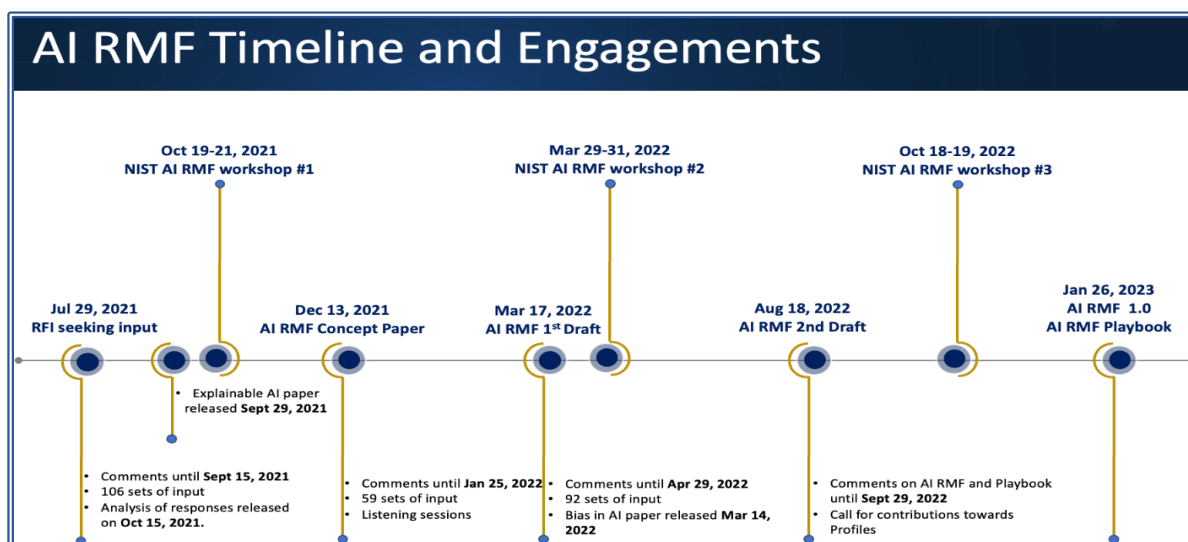 AI RMF Timeline and Engagements
Oct 19-21, 2021
NIST AI RMF workshop #1
Mar 29-31, 2022
NIST AI RMF workshop #2
Oct 18-19, 2022
NIST AI RMF workshop #3
Jul 29, 2021
RFI seeking input
Dec 13, 2021
AI RMF Concept Paper
Mar 17, 2022
AI RMF 1st Draft
Aug 18, 2022
AI RMF 2nd Draft
Jan 26, 2023
AI RMF 1.0
AI RMF Playbook
• Explainable AI paper
released Sept 29, 2021
• Comments until Sept 15, 2021
• 106 sets of input
• Analysis of responses released
on Oct 15, 2021.
• Comments until Jan 25, 2022
• 59 sets of input
• Listening sessions
• Comments until Apr 29, 2022
• 92 sets of input
• Bias in AI paper released Mar 14,
2022
• Comments on AI RMF and Playbook
until Sept 29, 2022
• Call for contributions towards
Profiles